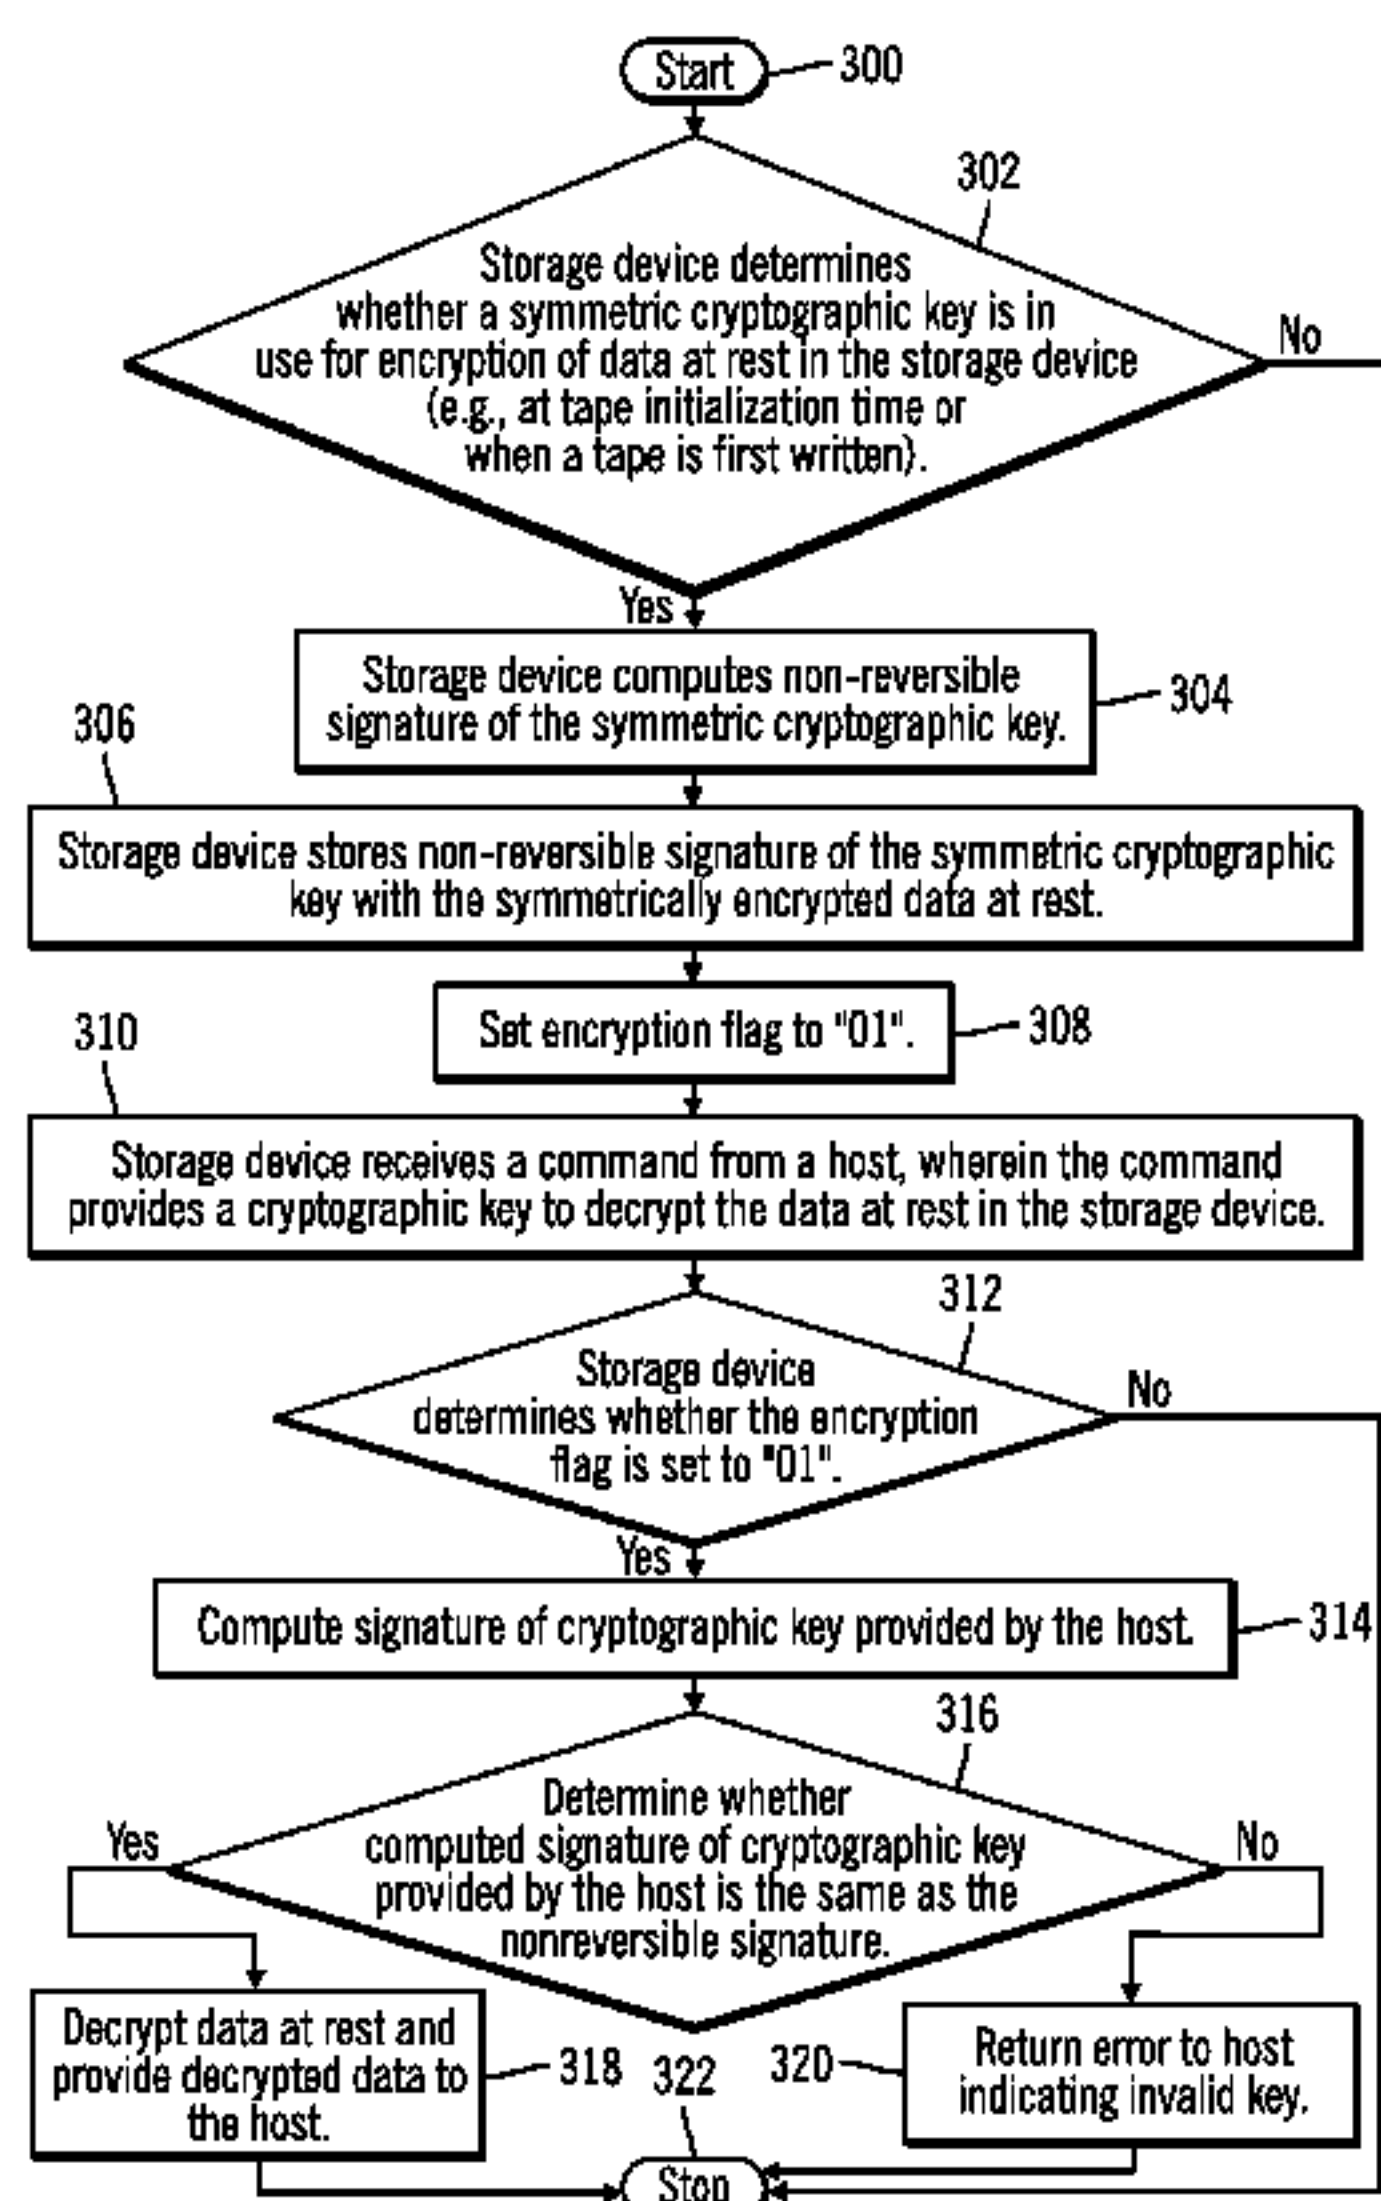 Start
300
302
Storage device determines
whether a symmetric cryptographic key is in
use for encryption of data at rest in the storage device
(e.g., at tape initialization time or
when a tape is first written).
No
Yes
Storage device computes non-reversible
signature of the symmetric cryptographic key.
304
306
Storage device stores non-reversible signature of the symmetric cryptographic
key with the symmetrically encrypted data at rest.
Set encryption flag to "01".
308
310
Storage device receives a command from a host, wherein the command
provides a cryptographic key to decrypt the data at rest in the storage device.
312
Storage device
determines whether the encryption
flag is set to "01".
No
Yes
Compute signature of cryptographic key provided by the host.
314
316
Determine whether
computed signature of cryptographic key
provided by the host is the same as the
nonreversible signature.
Yes
No
Decrypt data at rest and
provide decrypted data to
the host.
318
322
320
Return error to host
indicating invalid key.
Stop